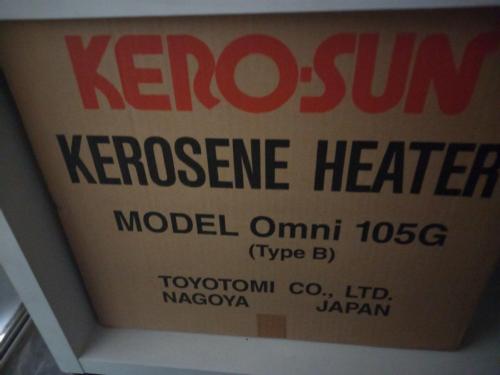 KERO-SUN
KEROSENE HEATER
MODEL Omni 105G
(Type B)
TOYOTOMI CO., LTD.
NAGOYA JAPAN